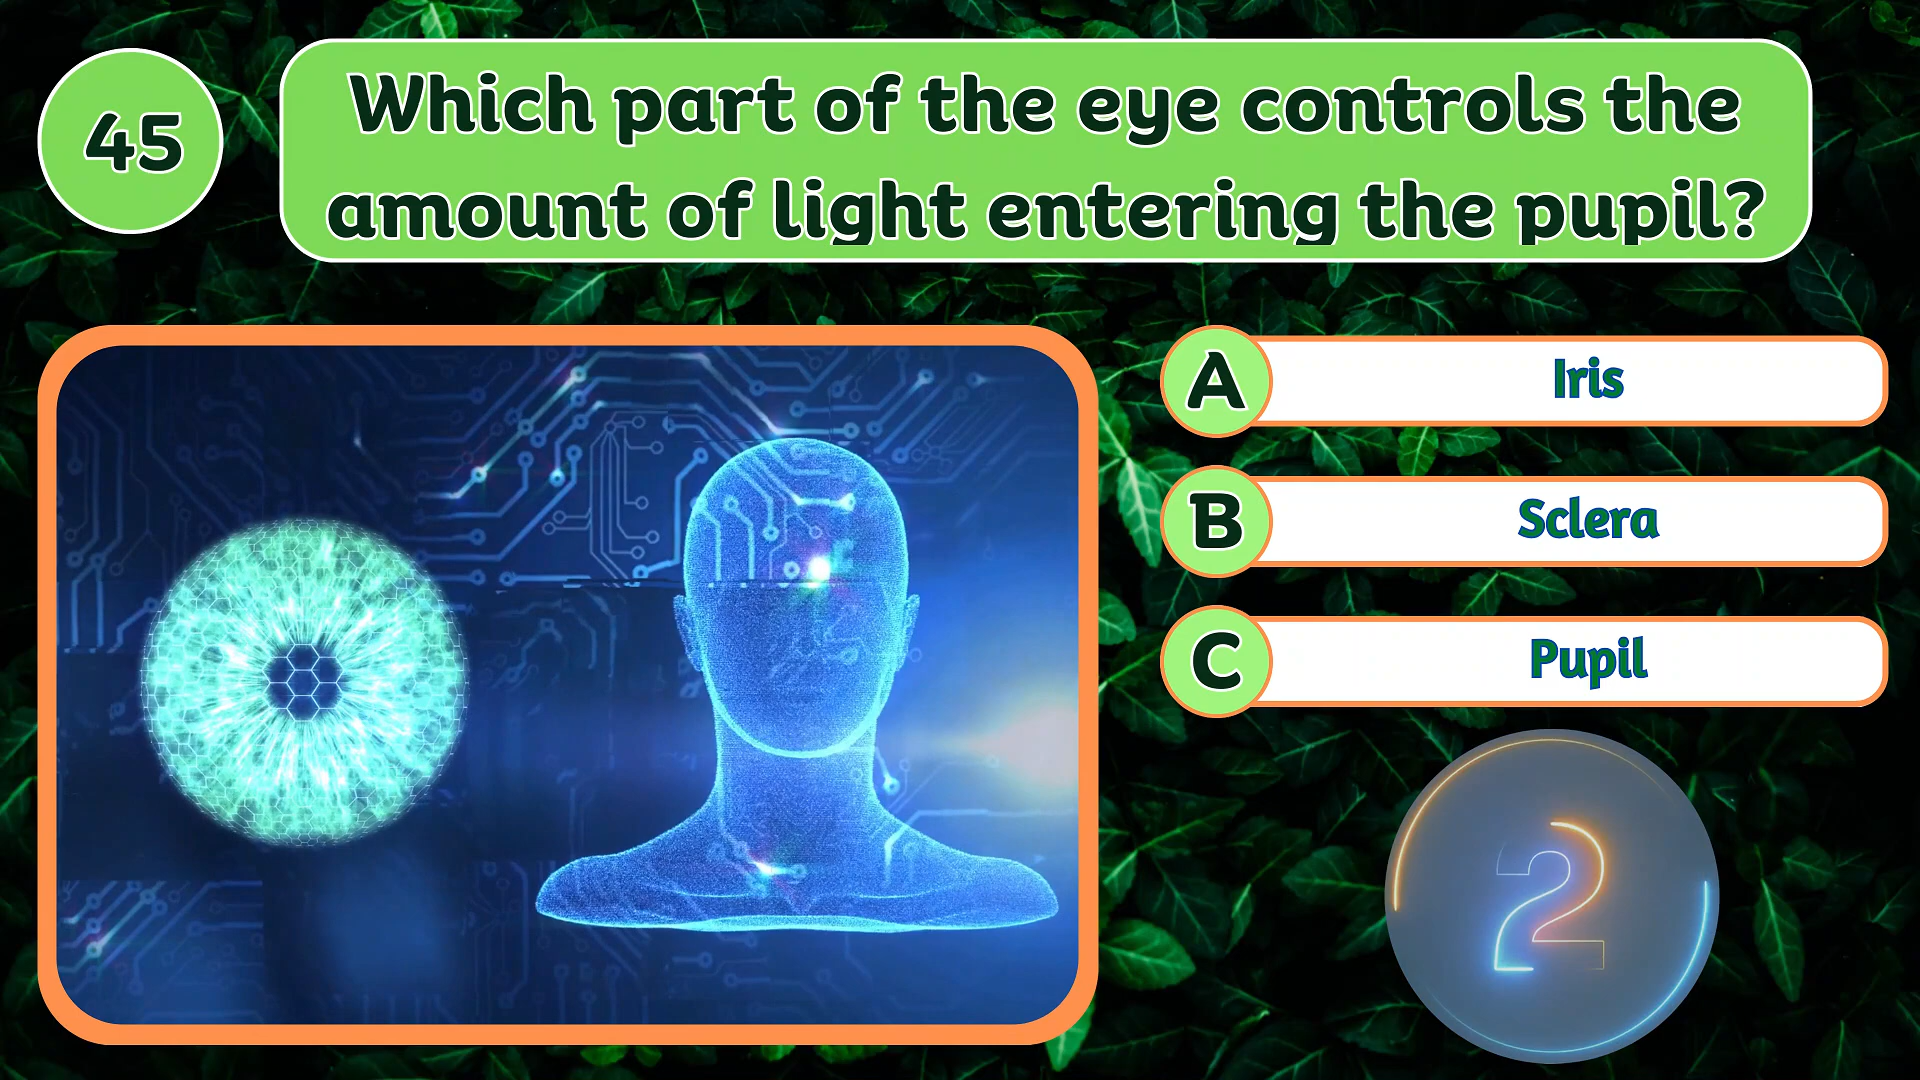 45
Which part of the eye controls the
amount of light entering the pupil?
A Iris
B Sclera
C Pupil
2